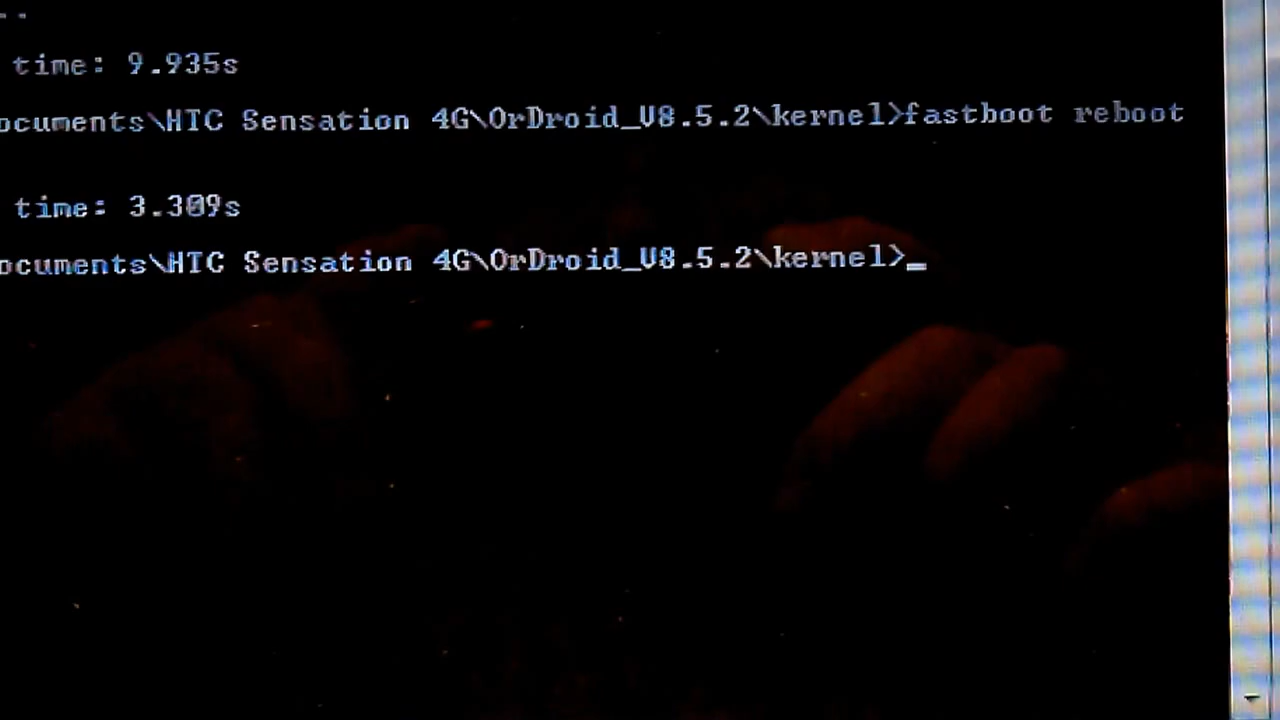 ..
time: 9.935s
ocuments\HTC Sensation 4G\OrDroid_V8.5.2\kernel>fastboot reboot
time: 3.309s
ocuments\HTC Sensation 4G\OrDroid_V8.5.2\kernel>_